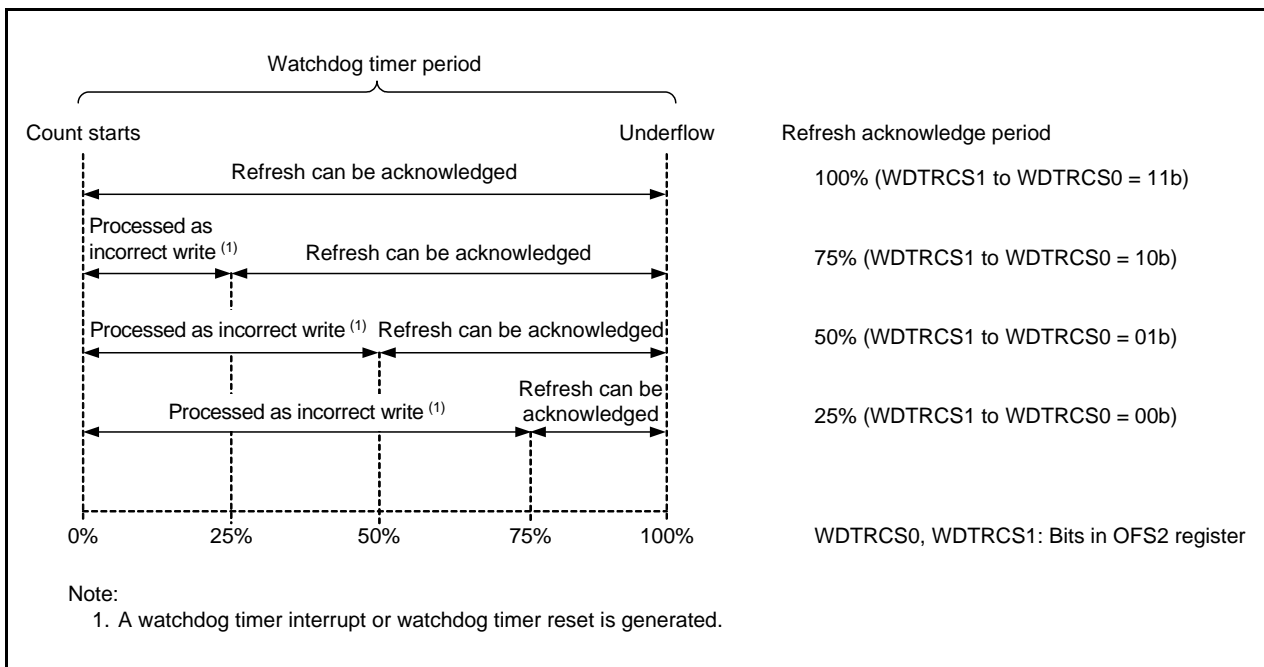 Watchdog timer period
Count starts
Underflow
Refresh acknowledge period
Refresh can be acknowledged
100% (WDTRCS1 to WDTRCS0 = 11b)
Processed as
incorrect write (1)
Refresh can be acknowledged
75% (WDTRCS1 to WDTRCS0 = 10b)
Processed as incorrect write (1)
Refresh can be acknowledged
50% (WDTRCS1 to WDTRCS0 = 01b)
Processed as incorrect write (1)
Refresh can be
acknowledged
25% (WDTRCS1 to WDTRCS0 = 00b)
0%
25%
50%
75%
100%
WDTRCS0, WDTRCS1: Bits in OFS2 register
Note:
1. A watchdog timer interrupt or watchdog timer reset is generated.